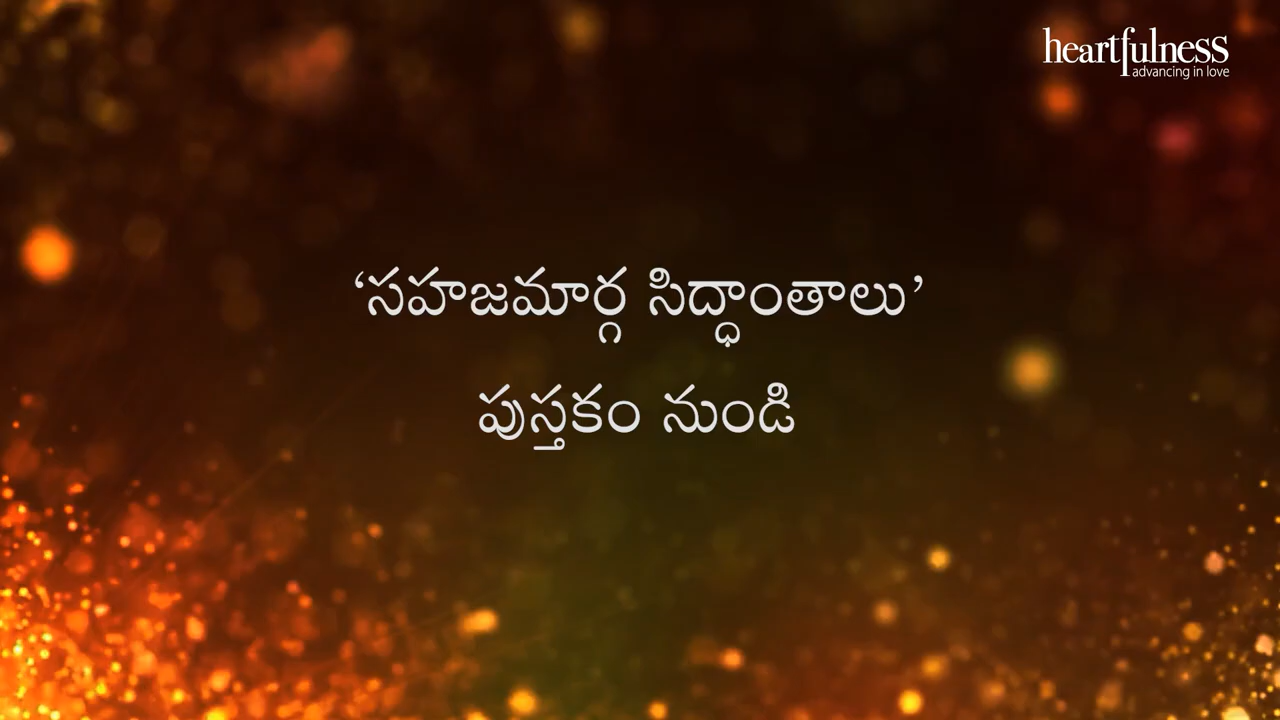 heartfulness
advancing in love
‘సహజమార్గ సిద్ధాంతాలు’
పుస్తకం నుండి